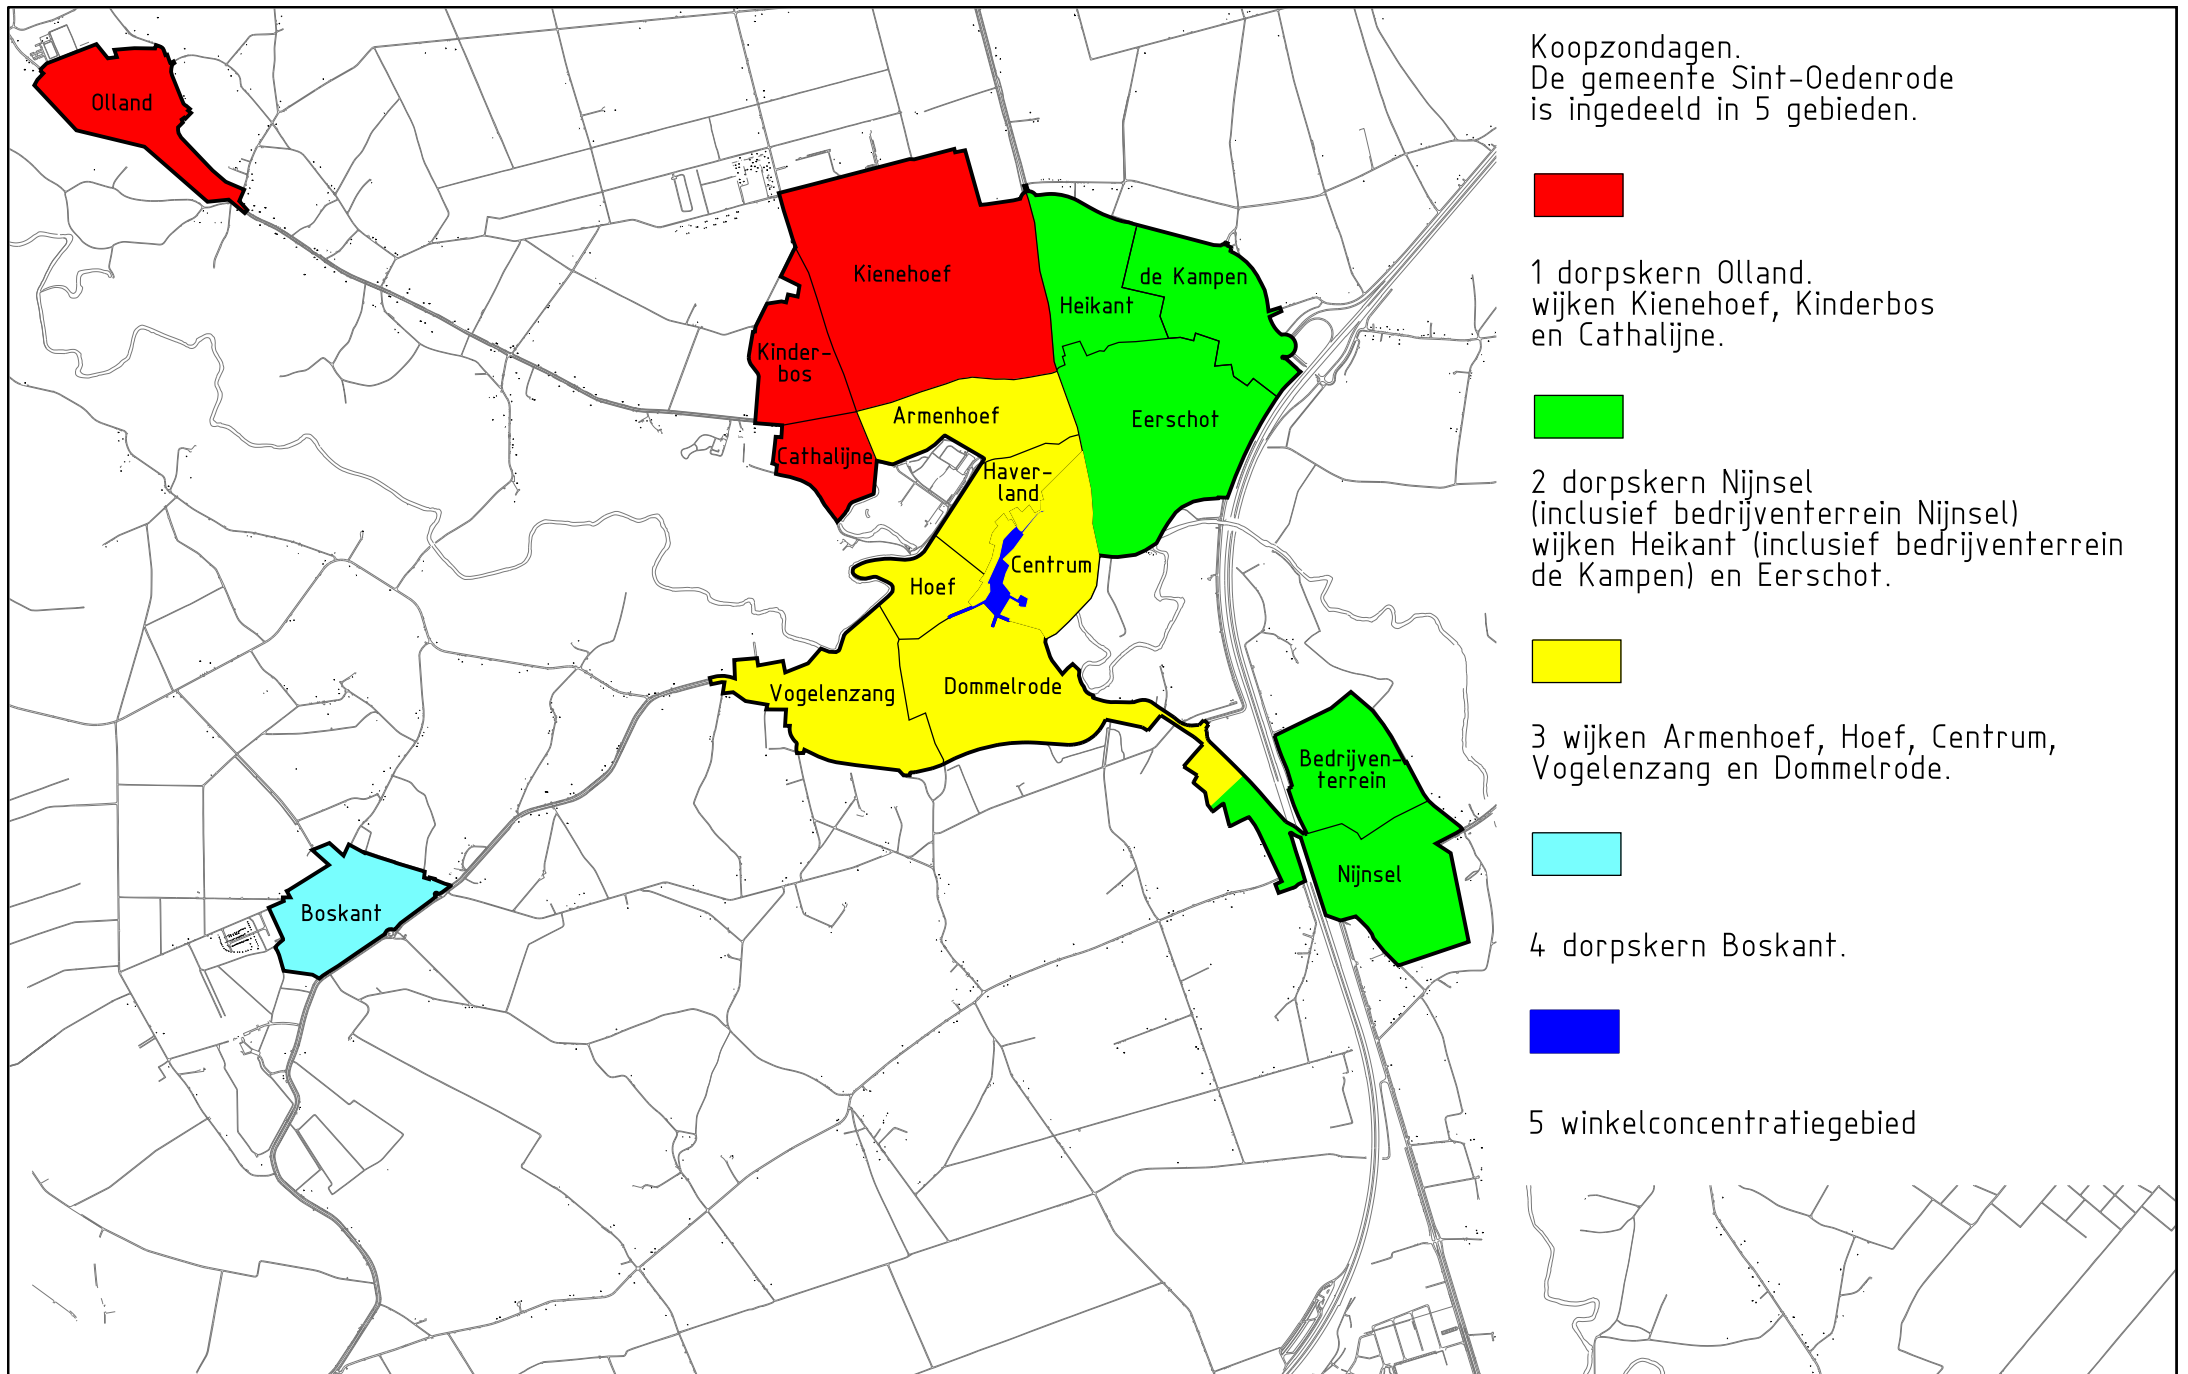 Koopzondagen.
De gemeente Sint-Oedenrode
is ingedeeld in 5 gebieden.
1 dorpskern Olland.
wijken Kienehoef, Kinderbos
en Cathalijne.
2 dorpskern Nijnsel
(inclusief bedrijventerrein Nijnsel)
wijken Heikant (inclusief bedrijventerrein
de Kampen) en Eerschot.
3 wijken Armenhoef, Hoef, Centrum,
Vogelenzang en Dommelrode.
4 dorpskern Boskant.
5 winkelconcentratiegebied
Olland
Kienehoef
de Kampen
Heikant
Kinder-
bos
Armenhoef
Eerschot
Cathalijne
Haver-
land
Centrum
Hoef
Vogelenzang
Dommelrode
Bedrijven-
terrein
Nijnsel
Boskant